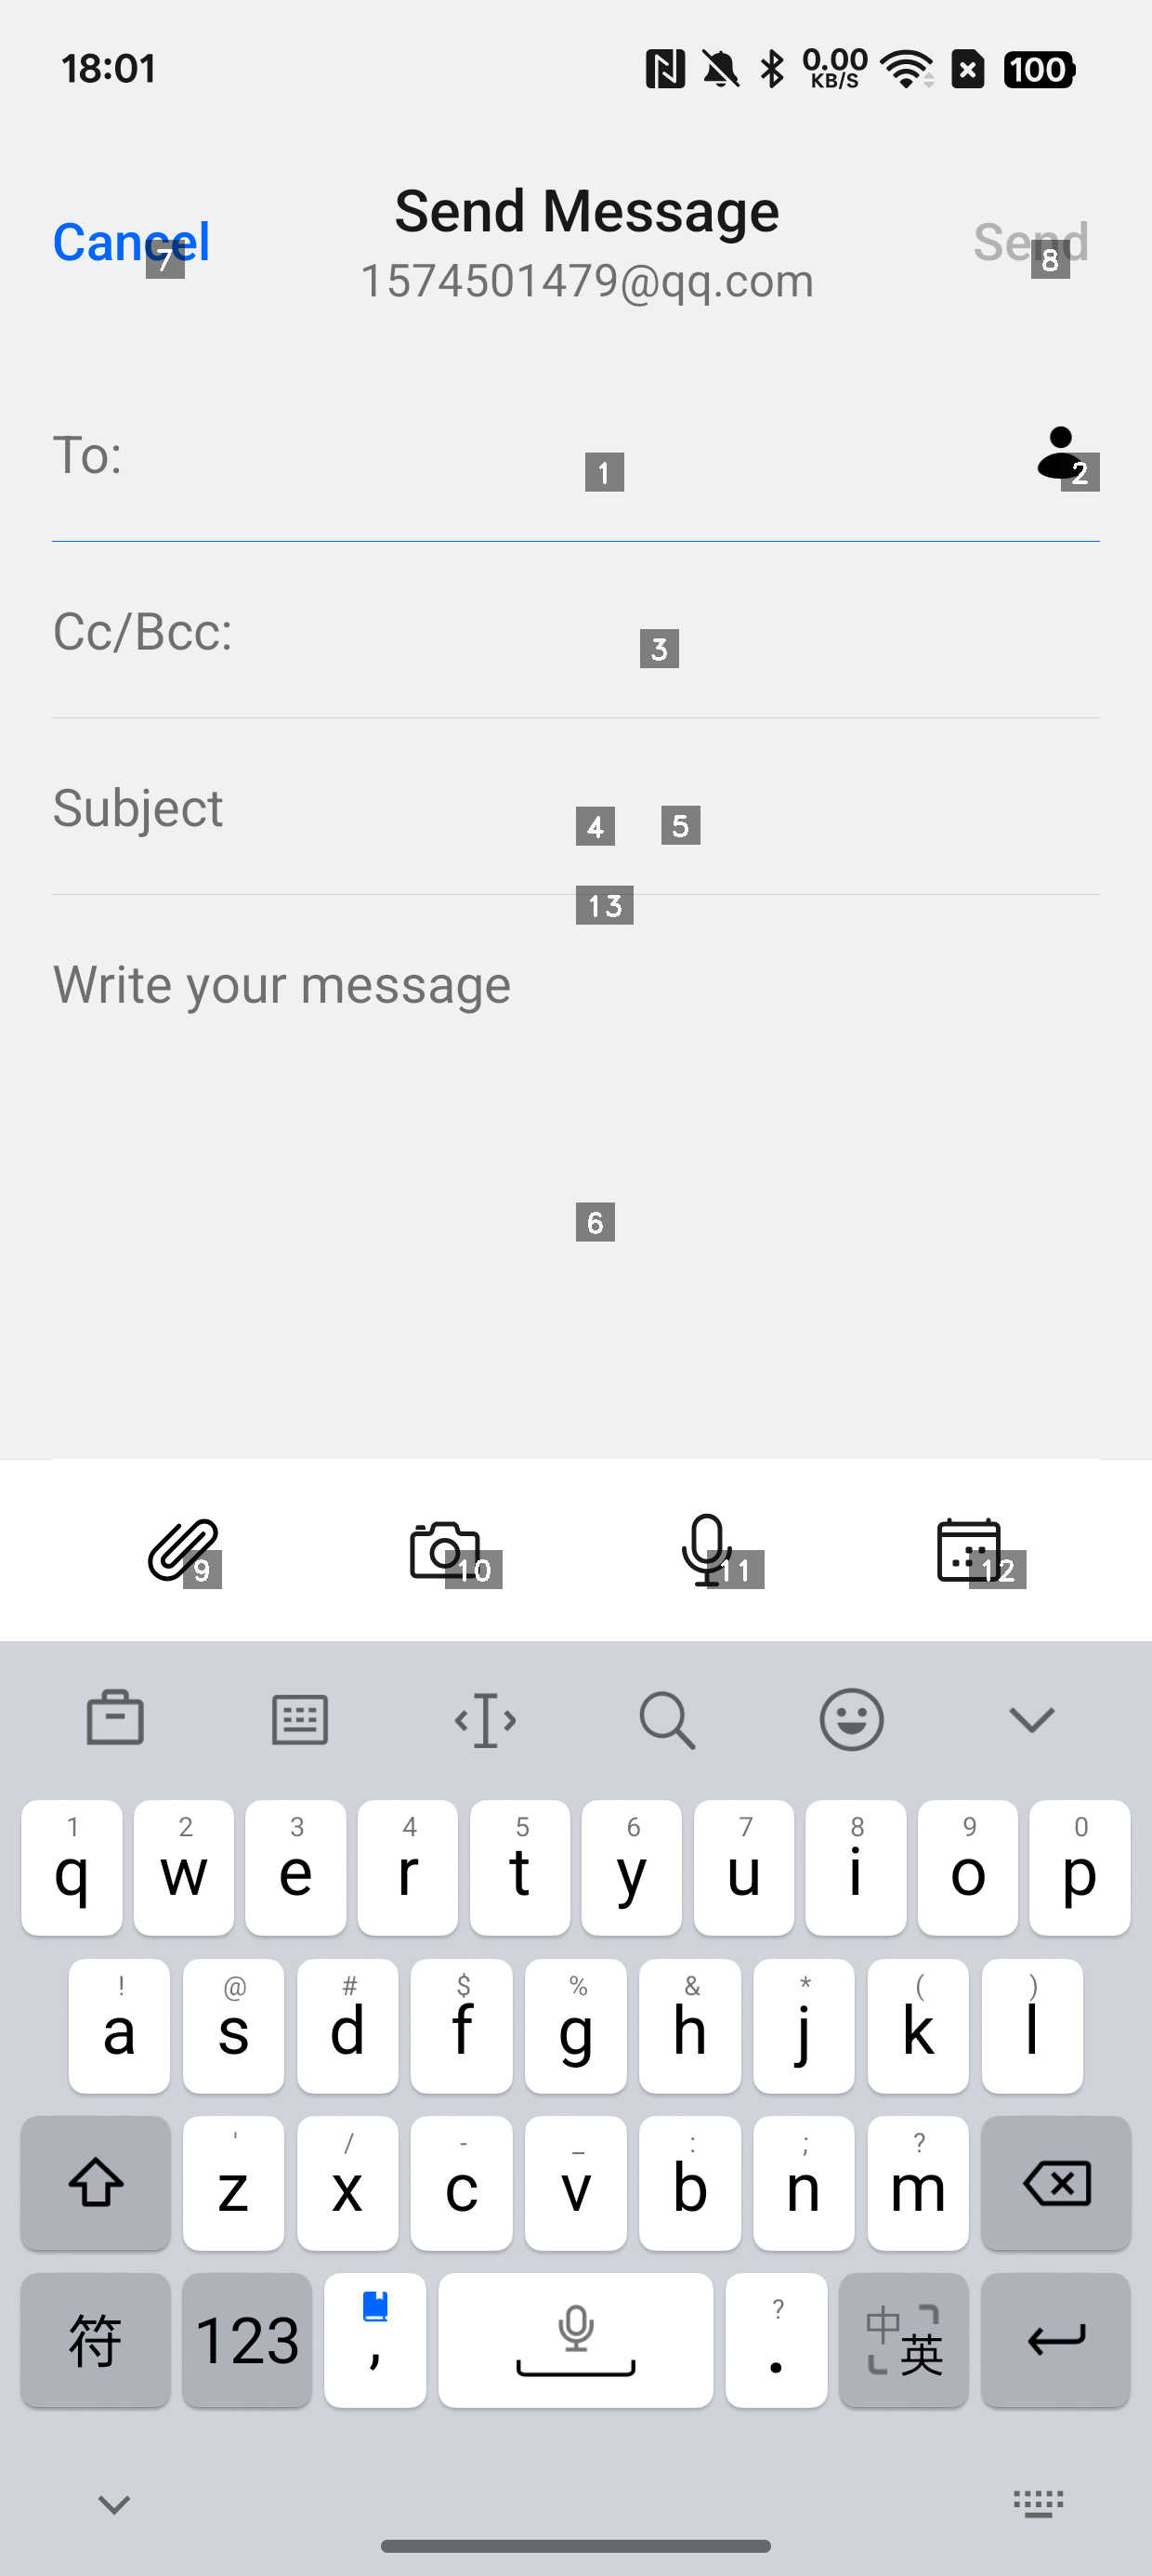 18:01 0.00 KB/S 100
Send Message
Cancel Send
7 8
1574501479@qq.com
To:
1 2
Cc/Bcc:
3
Subject
4 5
13
Write your message
6
9 10 11 12
1 2 3 4 5 6 7 8 9 0
q w e r t y u i o p
! @ # $ % & * ( )
a s d f g h j k l
' / - _ : ; ?
z x c v b n m
?
符 123 , . 中 英